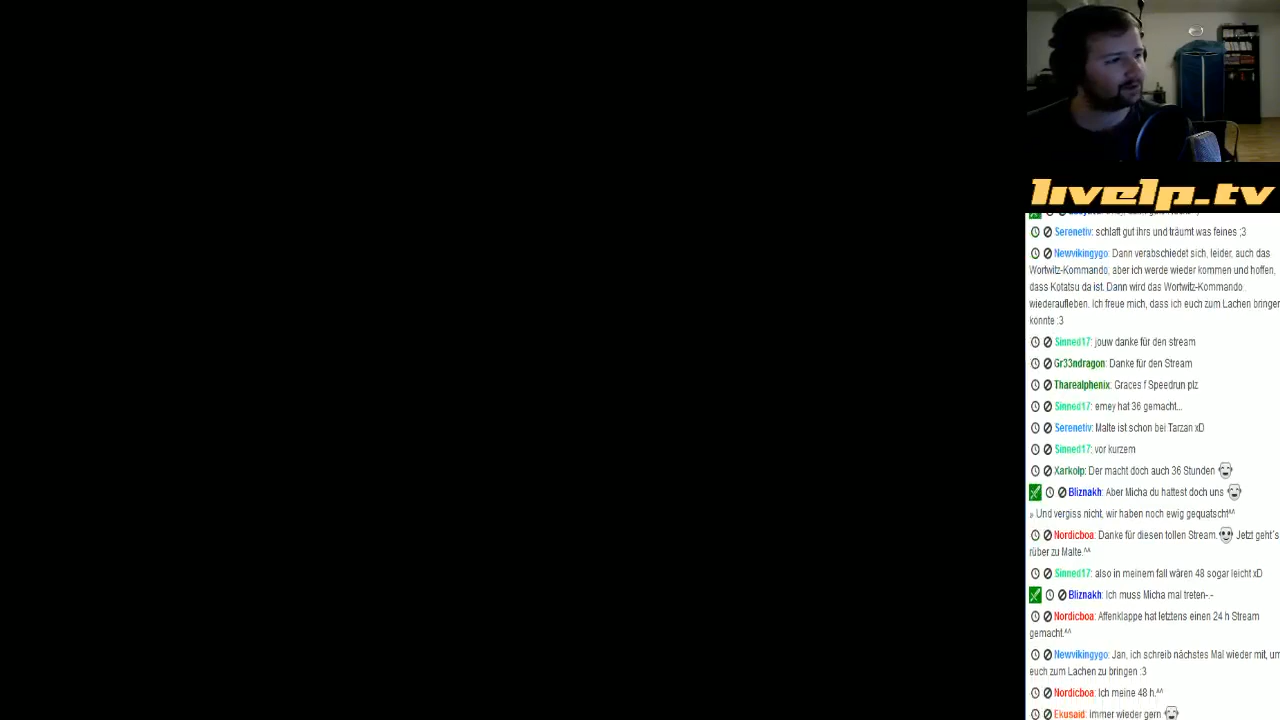 livelp.tv
Serenetiv: schlaft gut ihrs und träumt was feines ;3
Newvikingygo: Dann verabschiedet sich, leider, auch das
Wortwitz-Kommando, aber ich werde wieder kommen und hoffen,
dass Kotatsu da ist. Dann wird das Wortwitz-Kommando
wiederaufleben. Ich freue mich, dass ich euch zum Lachen bringen
konnte :3
Sinned17: jouw danke für den stream
Gr33ndragon: Danke für den Stream
Tharealphenix: Graces f Speedrun plz
Sinned17: emey hat 36 gemacht...
Serenetiv: Malte ist schon bei Tarzan xD
Sinned17: vor kurzem
Xarkolp: Der macht doch auch 36 Stunden
Bliznakh: Aber Micha du hattest doch uns
» Und vergiss nicht, wir haben noch ewig gequatscht^^
Nordicboa: Danke für diesen tollen Stream. Jetzt geht´s
rüber zu Malte.^^
Sinned17: also in meinem fall wären 48 sogar leicht xD
Bliznakh: Ich muss Micha mal treten-.-
Nordicboa: Affenklappe hat letztens einen 24 h Stream
gemacht.^^
Newvikingygo: Jan, ich schreib nächstes Mal wieder mit, um
euch zum Lachen zu bringen :3
Nordicboa: Ich meine 48 h.^^
Ekusaid: Immer wieder gern